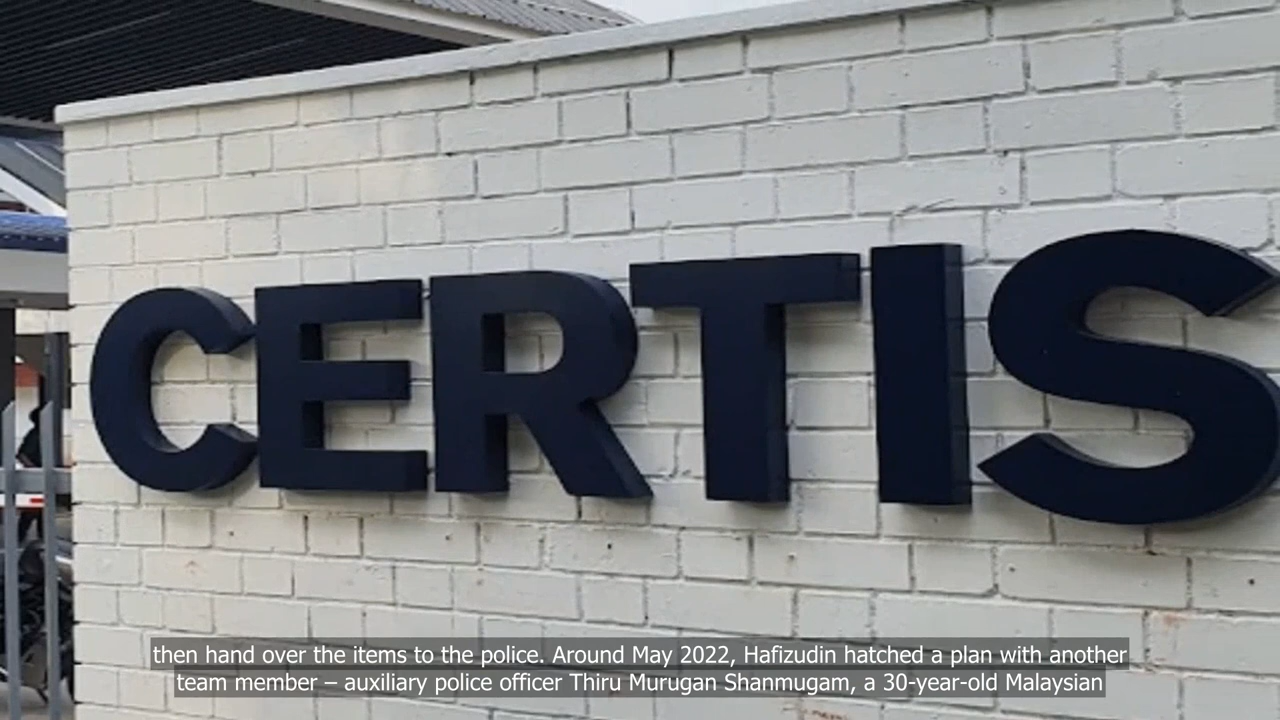 CERTIS
then hand over the items to the police. Around May 2022, Hafizudin hatched a plan with another
team member – auxiliary police officer Thiru Murugan Shanmugam, a 30-year-old Malaysian